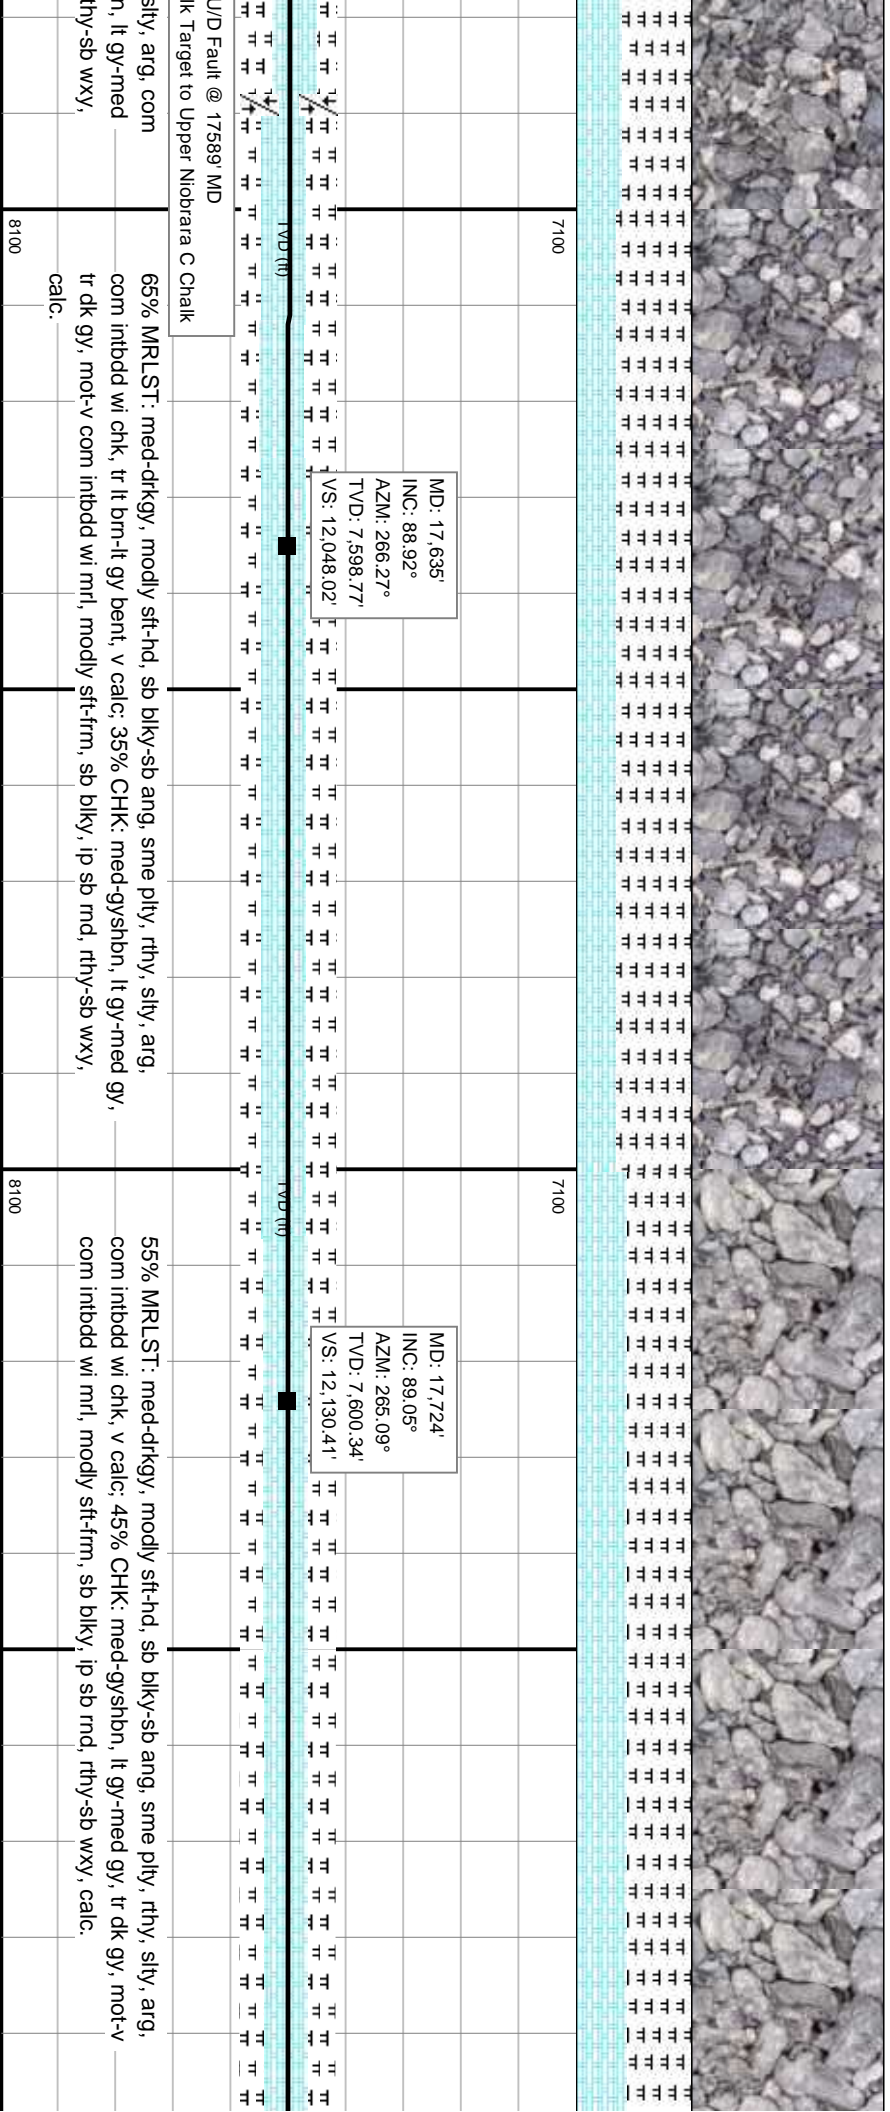 slty, arg, com
n, lt gy-med
thy-sb wxy,
U/D Fault @ 17589' MD
lk Target to Upper Niobrara C Chalk
8100
TVD (ft)
7100
65% MRLST: med-drkgy, modly sft-hd, sb blky-sb ang, sme plty, rthy, slty, arg,
com intbdd wi chk, tr lt brn-lt gy bent, v calc; 35% CHK: med-gyshbn, lt gy-med gy,
tr dk gy, mot-v com intbdd wi mrl, modly sft-frm, sb blky, ip sb rnd, rthy-sb wxy,
calc.
MD: 17,635'
INC: 88.92°
AZM: 266.27°
TVD: 7,598.77'
VS: 12,048.02'
8100
TVD (ft)
7100
MD: 17,724'
INC: 89.05°
AZM: 265.09°
TVD: 7,600.34'
VS: 12,130.41'
55% MRLST: med-drkgy, modly sft-hd, sb blky-sb ang, sme plty, rthy, slty, arg,
com intbdd wi chk, v calc; 45% CHK: med-gyshbn, lt gy-med gy, tr dk gy, mot-v
com intbdd wi mrl, modly sft-frm, sb blky, ip sb rnd, rthy-sb wxy, calc.